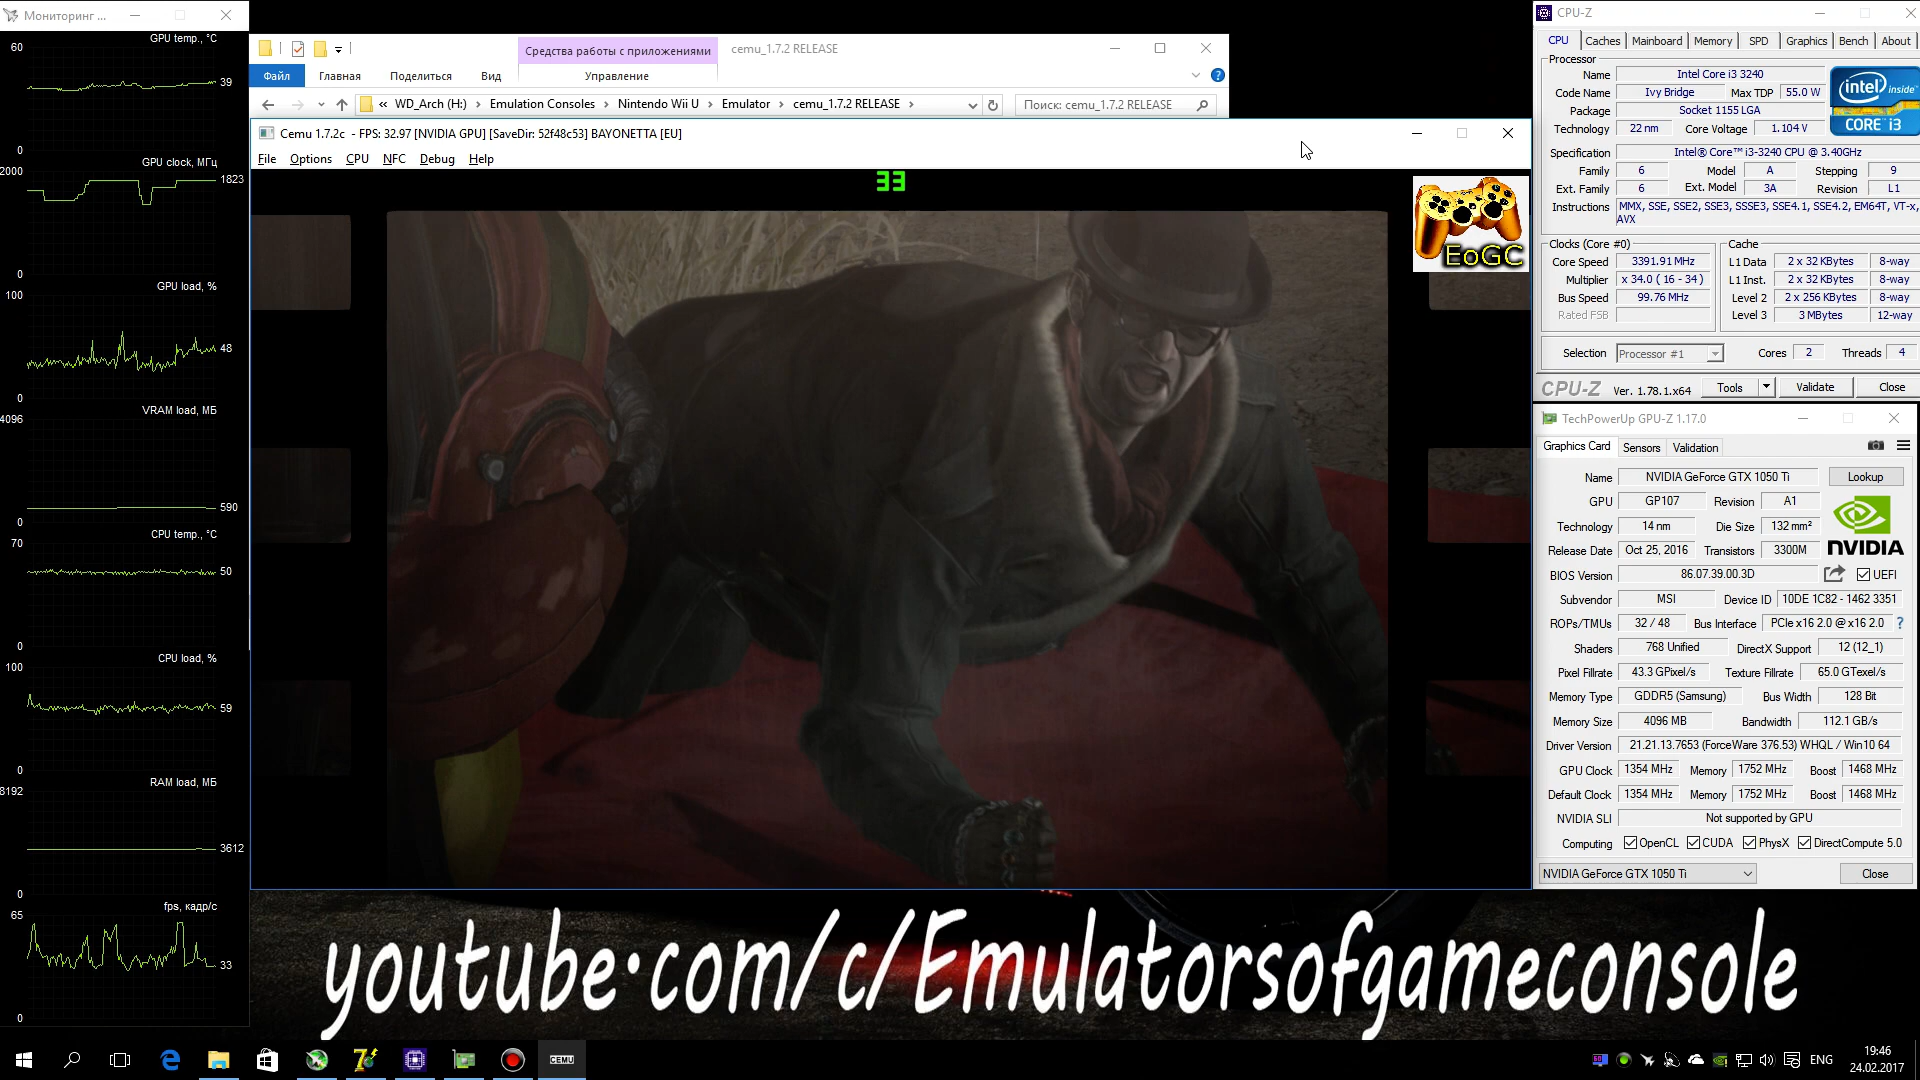 Мониторинг ...
GPU temp., °C
60
39
0
GPU clock, МГц
2000
1823
0
GPU load, %
100
48
0
VRAM load, МБ
4096
590
0
CPU temp., °C
70
50
0
CPU load, %
100
59
0
RAM load, МБ
8192
3612
0
fps, кадр/с
65
33
0
Средства работы с приложениями
cemu_1.7.2 RELEASE
Файл Главная Поделиться Вид Управление
« WD_Arch (H:) Emulation Consoles Nintendo Wii U Emulator cemu_1.7.2 RELEASE
Поиск: cemu_1.7.2 RELEASE
Cemu 1.7.2c - FPS: 32.97 [NVIDIA GPU] [SaveDir: 52f48c53] BAYONETTA [EU]
File Options CPU NFC Debug Help
33
EoGC
CPU-Z
CPU Caches Mainboard Memory SPD Graphics Bench About
Processor
Name Intel Core i3 3240
Code Name Ivy Bridge Max TDP 55.0 W
Package Socket 1155 LGA
Technology 22 nm Core Voltage 1.104 V
intel inside™
CORE i3
Specification Intel® Core™ i3-3240 CPU @ 3.40GHz
Family 6 Model A Stepping 9
Ext. Family 6 Ext. Model 3A Revision L1
Instructions MMX, SSE, SSE2, SSE3, SSSE3, SSE4.1, SSE4.2, EM64T, VT-x,
AVX
Clocks (Core #0)
Core Speed 3391.91 MHz
Multiplier x 34.0 ( 16 - 34 )
Bus Speed 99.76 MHz
Rated FSB
Cache
L1 Data 2 x 32 KBytes 8-way
L1 Inst. 2 x 32 KBytes 8-way
Level 2 2 x 256 KBytes 8-way
Level 3 3 MBytes 12-way
Selection Processor #1 Cores 2 Threads 4
CPU-Z Ver. 1.78.1.x64 Tools Validate Close
TechPowerUp GPU-Z 1.17.0
Graphics Card Sensors Validation
Name NVIDIA GeForce GTX 1050 Ti Lookup
GPU GP107 Revision A1
Technology 14 nm Die Size 132 mm²
Release Date Oct 25, 2016 Transistors 3300M
NVIDIA
BIOS Version 86.07.39.00.3D UEFI
Subvendor MSI Device ID 10DE 1C82 - 1462 3351
ROPs/TMUs 32 / 48 Bus Interface PCIe x16 2.0 @ x16 2.0 ?
Shaders 768 Unified DirectX Support 12 (12_1)
Pixel Fillrate 43.3 GPixel/s Texture Fillrate 65.0 GTexel/s
Memory Type GDDR5 (Samsung) Bus Width 128 Bit
Memory Size 4096 MB Bandwidth 112.1 GB/s
Driver Version 21.21.13.7653 (ForceWare 376.53) WHQL / Win10 64
GPU Clock 1354 MHz Memory 1752 MHz Boost 1468 MHz
Default Clock 1354 MHz Memory 1752 MHz Boost 1468 MHz
NVIDIA SLI Not supported by GPU
Computing OpenCL CUDA PhysX DirectCompute 5.0
NVIDIA GeForce GTX 1050 Ti Close
youtube.com/c/Emulatorsofgameconsole
CEMU
ENG
19:46
24.02.2017